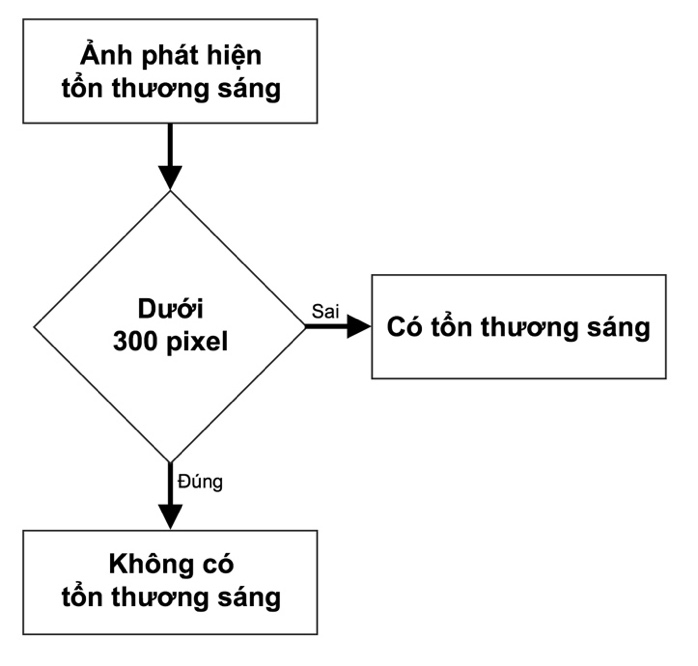 Ảnh phát hiện
tổn thương sáng
Dưới
300 pixel
Sai
Có tổn thương sáng
Đúng
Không có
tổn thương sáng